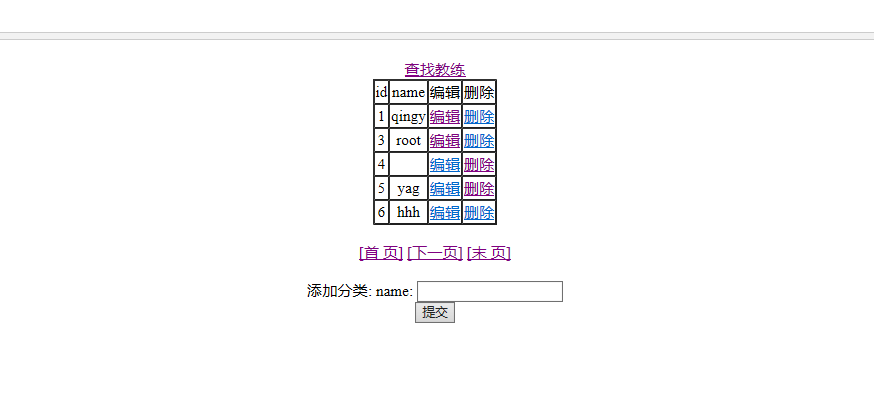 查找教练
id name 编辑 删除
1 qingy 编辑 删除
3 root 编辑 删除
4 编辑 删除
5 yag 编辑 删除
6 hhh 编辑 删除
[首 页] [下一页] [末 页]
添加分类: name:
提交